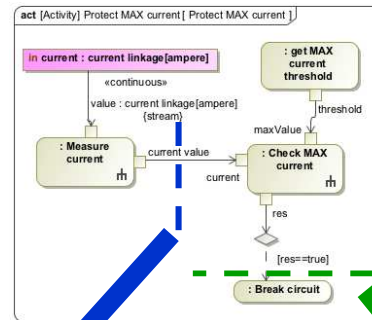 act [Activity] Protect MAX current [ Protect MAX current ]
in current : current linkage[ampere]
: get MAX
current
threshold
«continuous»
value : current linkage[ampere]
{stream}
threshold
maxValue
: Measure
current
current value
: Check MAX
current
current
res
[res==true]
: Break circuit